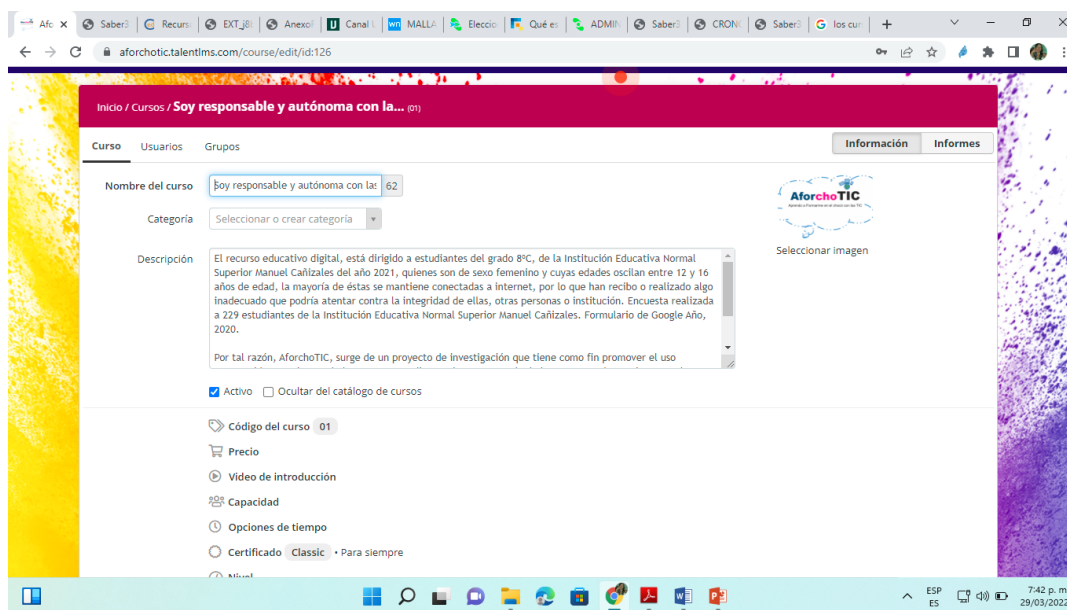 Afo
Saber3
Recurs
EXT_j8
AnexoF
Canal
MALLA
Eleccio
Qué es
ADMIN
Saber3
CRONO
Saber3
los cur
aforchotic.talentlms.com/course/edit/id:126
Inicio / Cursos / Soy responsable y autónoma con la... (01)
Curso Usuarios Grupos
Información Informes
Nombre del curso Soy responsable y autónoma con las 62
AforchoTIC
Categoría Seleccionar o crear categoría
Seleccionar imagen
Descripción El recurso educativo digital, está dirigido a estudiantes del grado 8ºC, de la Institución Educativa Normal
Superior Manuel Cañizales del año 2021, quienes son de sexo femenino y cuyas edades oscilan entre 12 y 16
años de edad, la mayoría de éstas se mantiene conectadas a internet, por lo que han recibo o realizado algo
inadecuado que podría atentar contra la integridad de ellas, otras personas o institución. Encuesta realizada
a 229 estudiantes de la Institución Educativa Normal Superior Manuel Cañizales. Formulario de Google Año,
2020.
Por tal razón, AforchoTIC, surge de un proyecto de investigación que tiene como fin promover el uso
Activo Ocultar del catálogo de cursos
Código del curso 01
Precio
Video de introducción
Capacidad
Opciones de tiempo
Certificado Classic • Para siempre
Nivel
ESP
ES
7:42 p. m.
29/03/2022